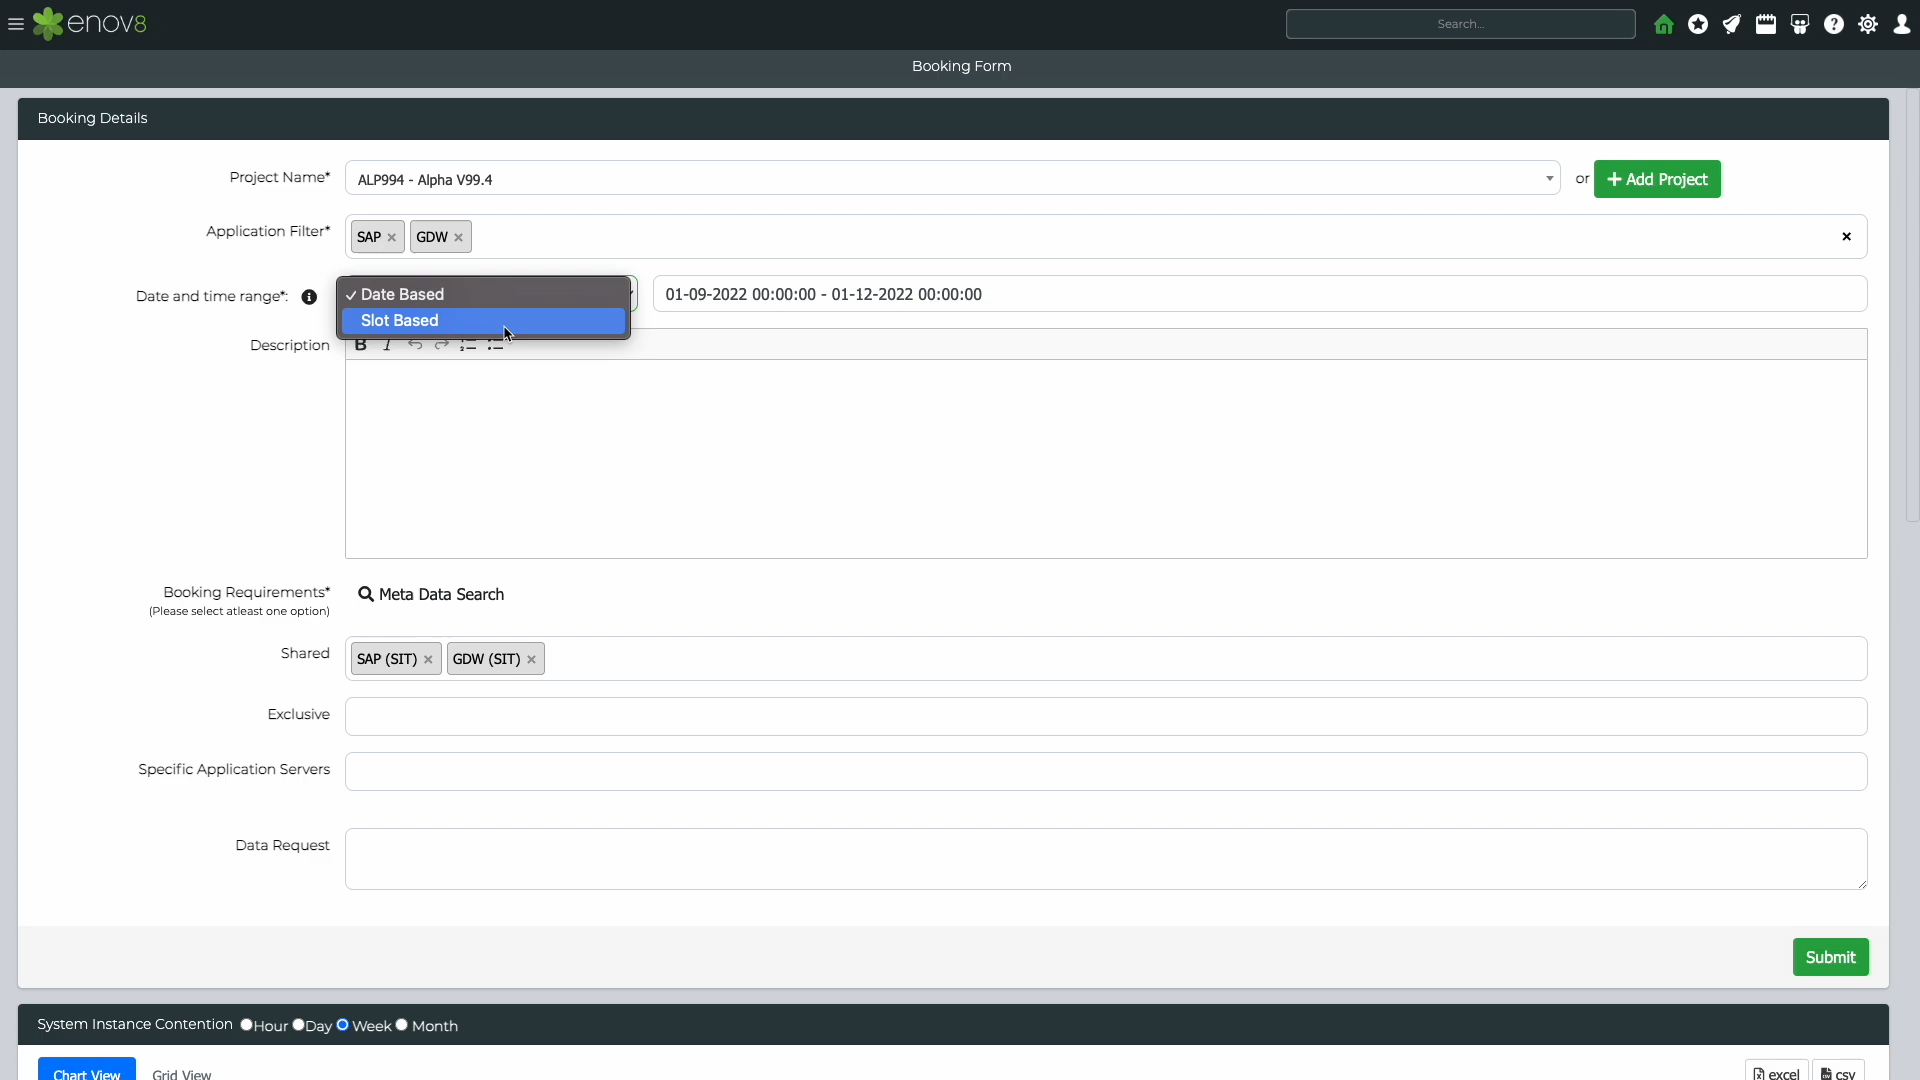 enov8
Search...
Booking Form
Booking Details
Project Name*
ALP994 - Alpha V99.4
or
Add Project
Application Filter*
SAP × GDW ×
×
Date and time range*:
✓ Date Based
01-09-2022 00:00:00 - 01-12-2022 00:00:00
Slot Based
Description
B I
Booking Requirements*
(Please select atleast one option)
Meta Data Search
Shared
SAP (SIT) × GDW (SIT) ×
Exclusive
Specific Application Servers
Data Request
Submit
System Instance Contention Hour Day Week Month
Chart View Grid View
excel csv